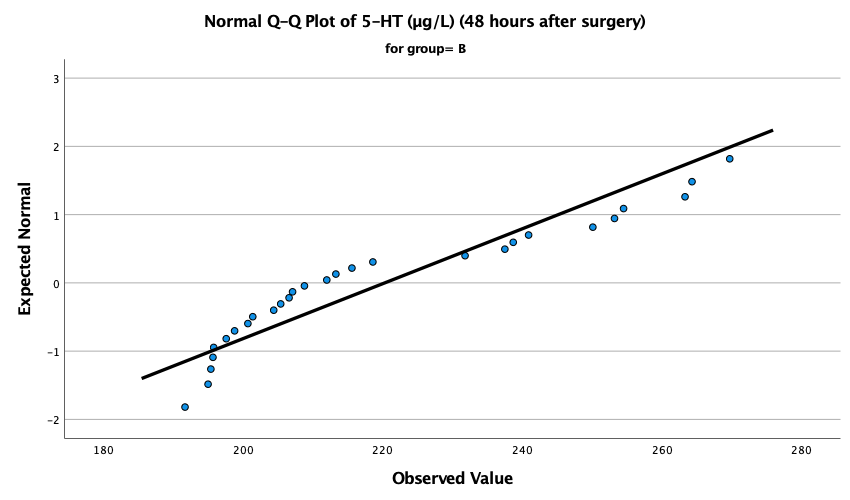 Normal Q-Q Plot of 5-HT (µg/L) (48 hours after surgery)
for group= B
Expected Normal
3
2
1
0
-1
-2
180 200 220 240 260 280
Observed Value